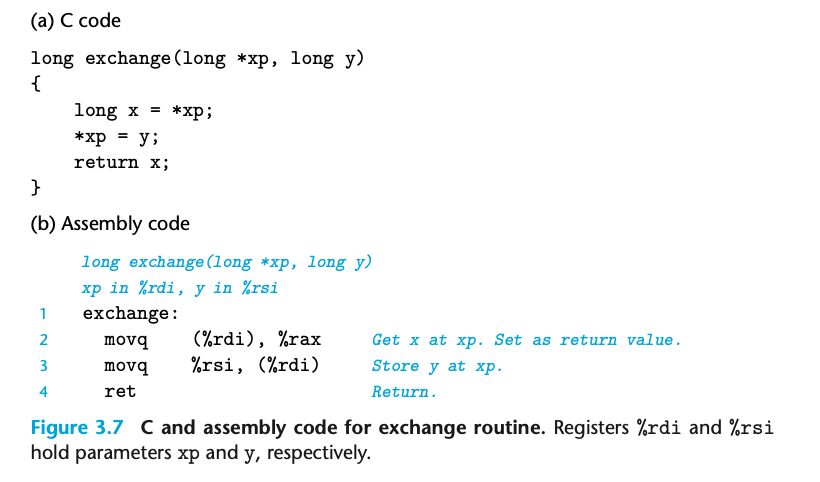 (a) C code
long exchange(long *xp, long y)
{
    long x = *xp;
    *xp = y;
    return x;
}
(b) Assembly code
long exchange(long *xp, long y)
xp in %rdi, y in %rsi
1 exchange:
2 movq (%rdi), %rax Get x at xp. Set as return value.
3 movq %rsi, (%rdi) Store y at xp.
4 ret Return.
Figure 3.7 C and assembly code for exchange routine. Registers %rdi and %rsi
hold parameters xp and y, respectively.